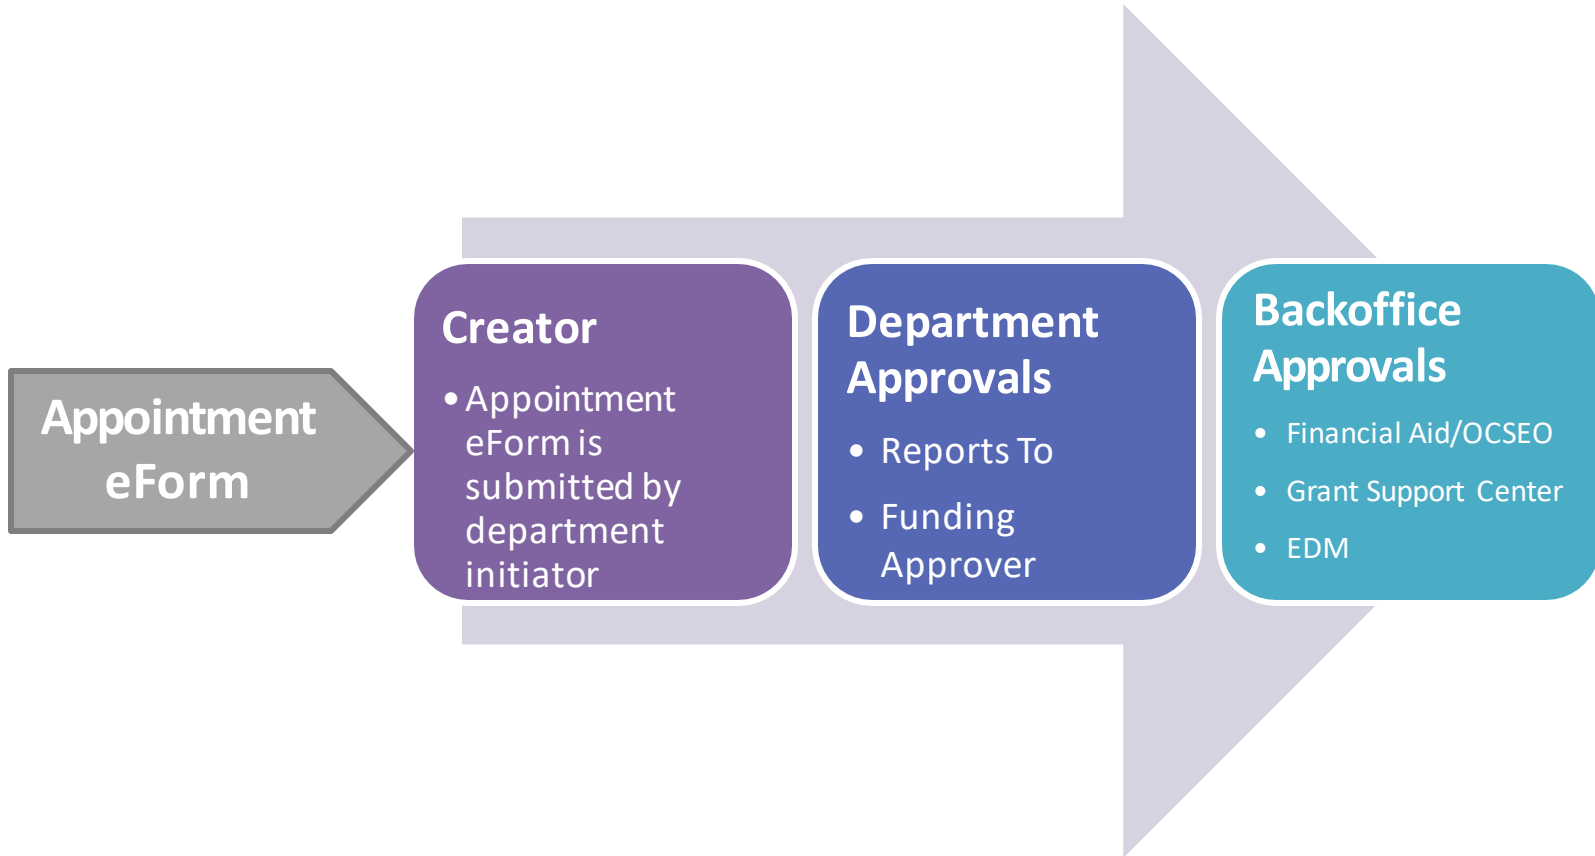 Appointment
eForm
Creator
• Appointment
eForm is
submitted by
department
initiator
Department
Approvals
• Reports To
• Funding
Approver
Backoffice
Approvals
• Financial Aid/OCSEO
• Grant Support Center
• EDM